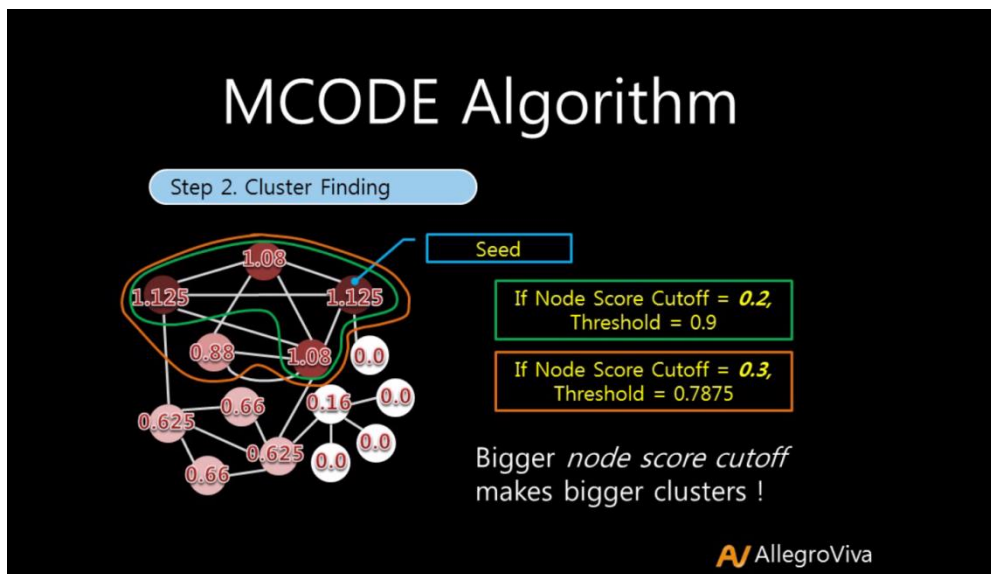 MCODE Algorithm
Step 2. Cluster Finding
Seed
1.08
1.125
1.125
0.88
1.08
0.0
0.66
0.16
0.0
0.625
0.625
0.0
0.0
0.66
If Node Score Cutoff = 0.2,
Threshold = 0.9
If Node Score Cutoff = 0.3,
Threshold = 0.7875
Bigger node score cutoff
makes bigger clusters !
AV AllegroViva